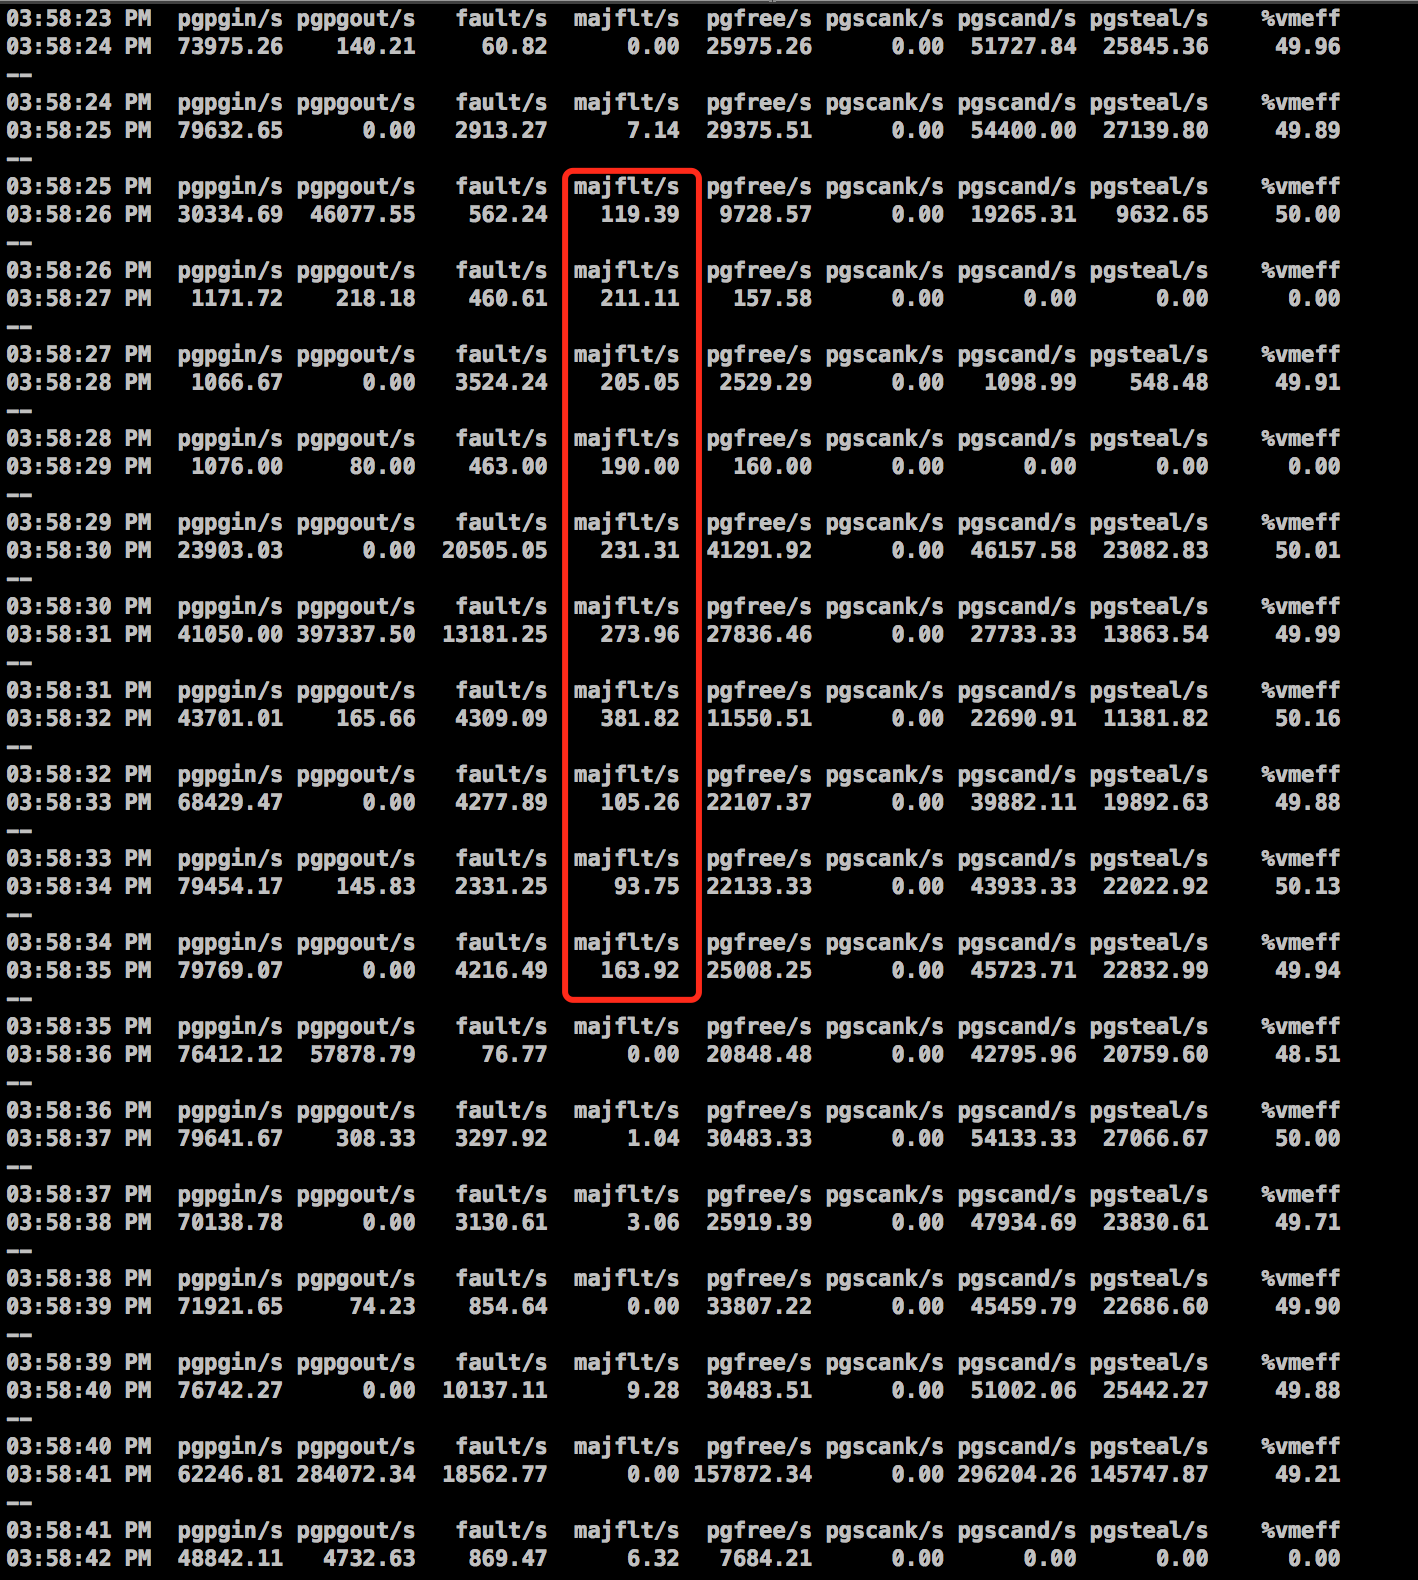 03:58:23 PM  pgpgin/s pgpgout/s   fault/s  majflt/s  pgfree/s pgscank/s pgscand/s pgsteal/s    %vmeff
03:58:24 PM  73975.26    140.21     60.82      0.00  25975.26      0.00  51727.84  25845.36     49.96
--
03:58:24 PM  pgpgin/s pgpgout/s   fault/s  majflt/s  pgfree/s pgscank/s pgscand/s pgsteal/s    %vmeff
03:58:25 PM  79632.65      0.00   2913.27      7.14  29375.51      0.00  54400.00  27139.80     49.89
--
03:58:25 PM  pgpgin/s pgpgout/s   fault/s  majflt/s  pgfree/s pgscank/s pgscand/s pgsteal/s    %vmeff
03:58:26 PM  30334.69  46077.55    562.24    119.39   9728.57      0.00  19265.31   9632.65     50.00
--
03:58:26 PM  pgpgin/s pgpgout/s   fault/s  majflt/s  pgfree/s pgscank/s pgscand/s pgsteal/s    %vmeff
03:58:27 PM   1171.72    218.18    460.61    211.11    157.58      0.00      0.00      0.00      0.00
--
03:58:27 PM  pgpgin/s pgpgout/s   fault/s  majflt/s  pgfree/s pgscank/s pgscand/s pgsteal/s    %vmeff
03:58:28 PM   1066.67      0.00   3524.24    205.05   2529.29      0.00   1098.99    548.48     49.91
--
03:58:28 PM  pgpgin/s pgpgout/s   fault/s  majflt/s  pgfree/s pgscank/s pgscand/s pgsteal/s    %vmeff
03:58:29 PM   1076.00     80.00    463.00    190.00    160.00      0.00      0.00      0.00      0.00
--
03:58:29 PM  pgpgin/s pgpgout/s   fault/s  majflt/s  pgfree/s pgscank/s pgscand/s pgsteal/s    %vmeff
03:58:30 PM  23903.03      0.00  20505.05    231.31  41291.92      0.00  46157.58  23082.83     50.01
--
03:58:30 PM  pgpgin/s pgpgout/s   fault/s  majflt/s  pgfree/s pgscank/s pgscand/s pgsteal/s    %vmeff
03:58:31 PM  41050.00 397337.50  13181.25    273.96  27836.46      0.00  27733.33  13863.54     49.99
--
03:58:31 PM  pgpgin/s pgpgout/s   fault/s  majflt/s  pgfree/s pgscank/s pgscand/s pgsteal/s    %vmeff
03:58:32 PM  43701.01    165.66   4309.09    381.82  11550.51      0.00  22690.91  11381.82     50.16
--
03:58:32 PM  pgpgin/s pgpgout/s   fault/s  majflt/s  pgfree/s pgscank/s pgscand/s pgsteal/s    %vmeff
03:58:33 PM  68429.47      0.00   4277.89    105.26  22107.37      0.00  39882.11  19892.63     49.88
--
03:58:33 PM  pgpgin/s pgpgout/s   fault/s  majflt/s  pgfree/s pgscank/s pgscand/s pgsteal/s    %vmeff
03:58:34 PM  79454.17    145.83   2331.25     93.75  22133.33      0.00  43933.33  22022.92     50.13
--
03:58:34 PM  pgpgin/s pgpgout/s   fault/s  majflt/s  pgfree/s pgscank/s pgscand/s pgsteal/s    %vmeff
03:58:35 PM  79769.07      0.00   4216.49    163.92  25008.25      0.00  45723.71  22832.99     49.94
--
03:58:35 PM  pgpgin/s pgpgout/s   fault/s  majflt/s  pgfree/s pgscank/s pgscand/s pgsteal/s    %vmeff
03:58:36 PM  76412.12  57878.79     76.77      0.00  20848.48      0.00  42795.96  20759.60     48.51
--
03:58:36 PM  pgpgin/s pgpgout/s   fault/s  majflt/s  pgfree/s pgscank/s pgscand/s pgsteal/s    %vmeff
03:58:37 PM  79641.67    308.33   3297.92      1.04  30483.33      0.00  54133.33  27066.67     50.00
--
03:58:37 PM  pgpgin/s pgpgout/s   fault/s  majflt/s  pgfree/s pgscank/s pgscand/s pgsteal/s    %vmeff
03:58:38 PM  70138.78      0.00   3130.61      3.06  25919.39      0.00  47934.69  23830.61     49.71
--
03:58:38 PM  pgpgin/s pgpgout/s   fault/s  majflt/s  pgfree/s pgscank/s pgscand/s pgsteal/s    %vmeff
03:58:39 PM  71921.65     74.23    854.64      0.00  33807.22      0.00  45459.79  22686.60     49.90
--
03:58:39 PM  pgpgin/s pgpgout/s   fault/s  majflt/s  pgfree/s pgscank/s pgscand/s pgsteal/s    %vmeff
03:58:40 PM  76742.27      0.00  10137.11      9.28  30483.51      0.00  51002.06  25442.27     49.88
--
03:58:40 PM  pgpgin/s pgpgout/s   fault/s  majflt/s  pgfree/s pgscank/s pgscand/s pgsteal/s    %vmeff
03:58:41 PM  62246.81 284072.34  18562.77      0.00 157872.34      0.00 296204.26 145747.87     49.21
--
03:58:41 PM  pgpgin/s pgpgout/s   fault/s  majflt/s  pgfree/s pgscank/s pgscand/s pgsteal/s    %vmeff
03:58:42 PM  48842.11   4732.63    869.47      6.32   7684.21      0.00      0.00      0.00      0.00